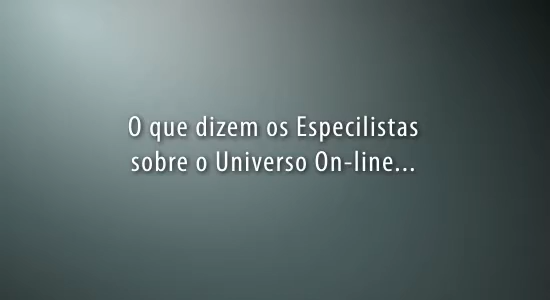 O que dizem os Especilistas
sobre o Universo On-line...